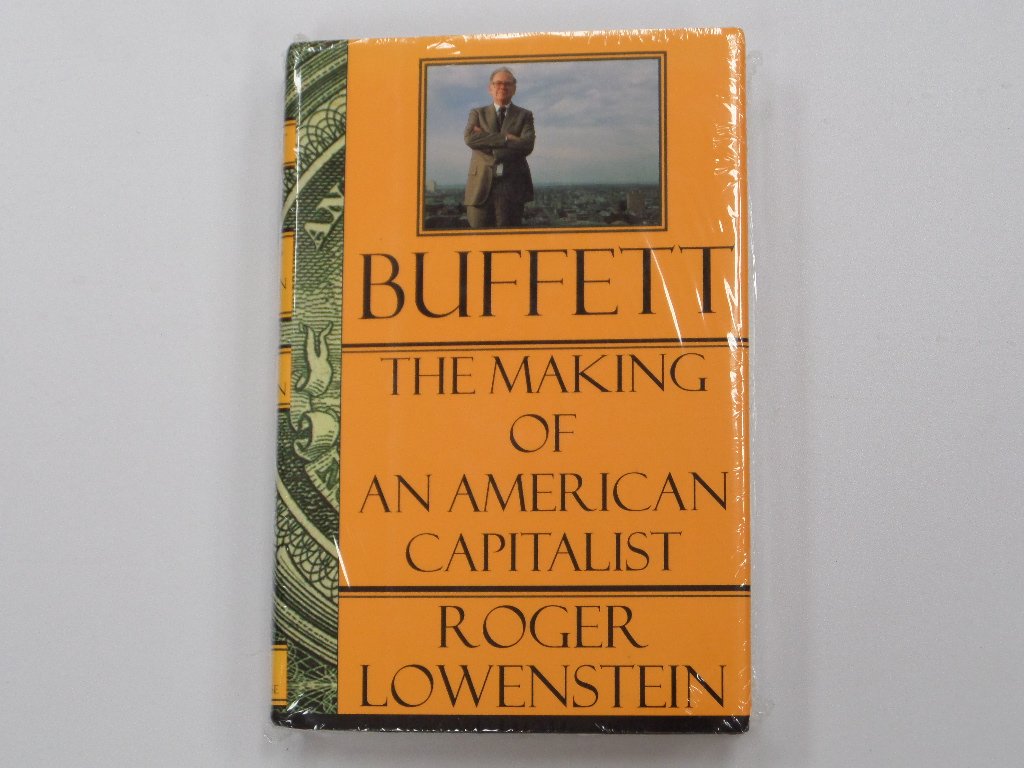 BUFFETT
THE MAKING
OF
AN AMERICAN
CAPITALIST
ROGER
LOWENSTEIN